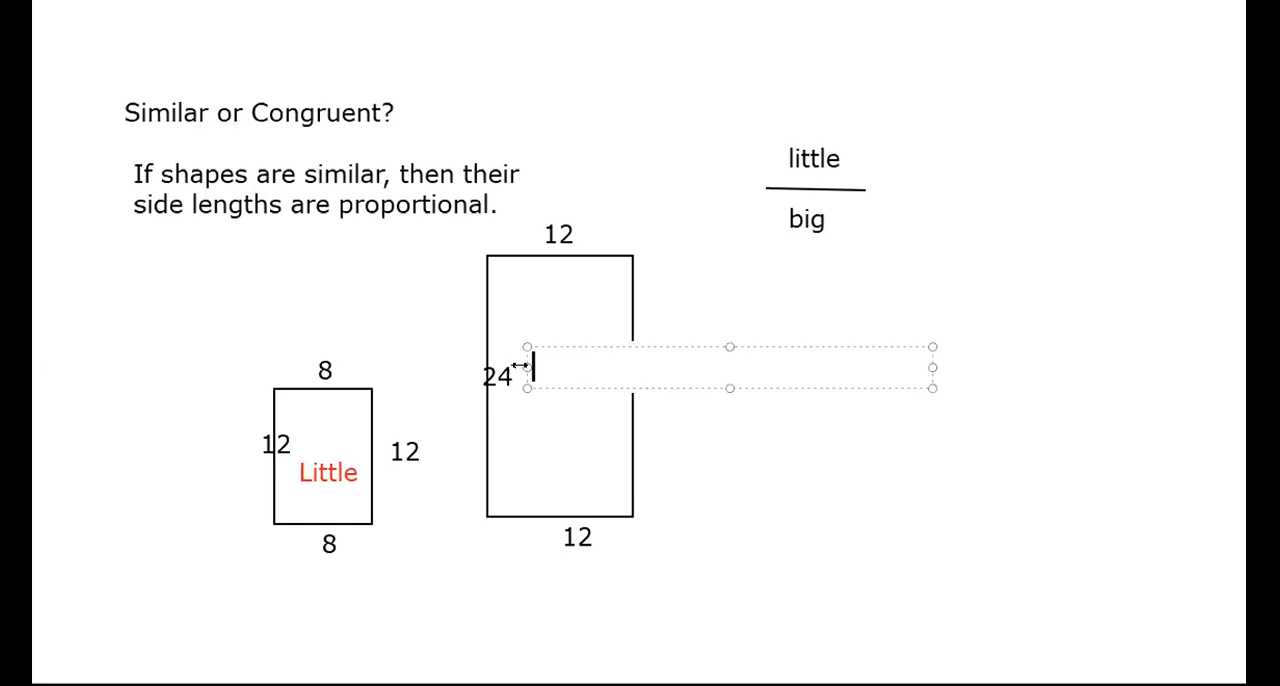 Similar or Congruent?
If shapes are similar, then their
side lengths are proportional.
little
big
12
24
12
8
12
12
Little
8